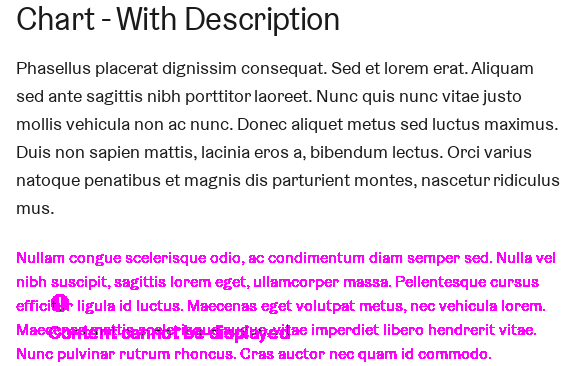 Chart - With Description
Phasellus placerat dignissim consequat. Sed et lorem erat. Aliquam
sed ante sagittis nibh porttitor laoreet. Nunc quis nunc vitae justo
mollis vehicula non ac nunc. Donec aliquet metus sed luctus maximus.
Duis non sapien mattis, lacinia eros a, bibendum lectus. Orci varius
natoque penatibus et magnis dis parturient montes, nascetur ridiculus
mus.
Nullam congue scelerisque odio, ac condimentum diam semper sed. Nulla vel
nibh suscipit, sagittis lorem eget, ullamcorper massa. Pellentesque cursus
efficitur ligula id luctus. Maecenas eget volutpat metus, nec vehicula lorem.
Maecenas mattis scelerisque vitae imperdiet libero hendrerit vitae.
Content cannot be displayed
Nunc pulvinar rutrum rhoncus. Cras auctor nec quam id commodo.